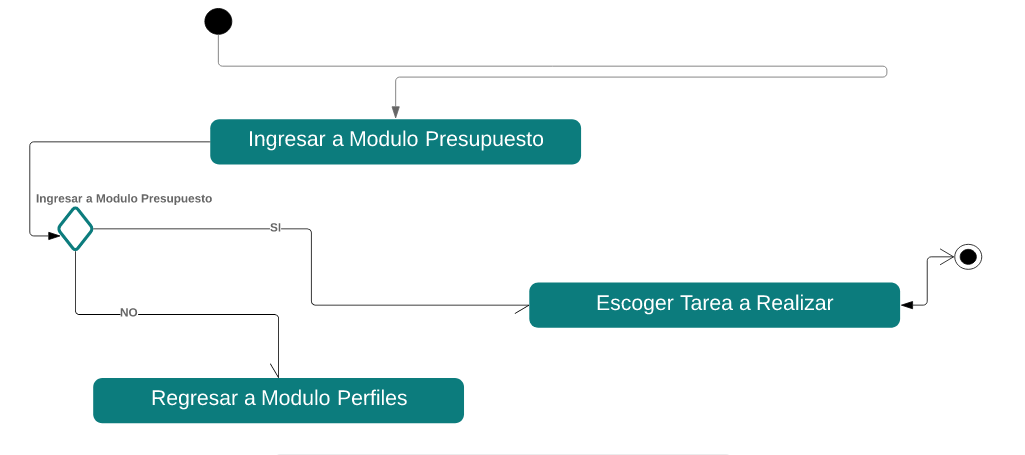 Ingresar a Modulo Presupuesto
Ingresar a Modulo Presupuesto
SI
Escoger Tarea a Realizar
NO
Regresar a Modulo Perfiles